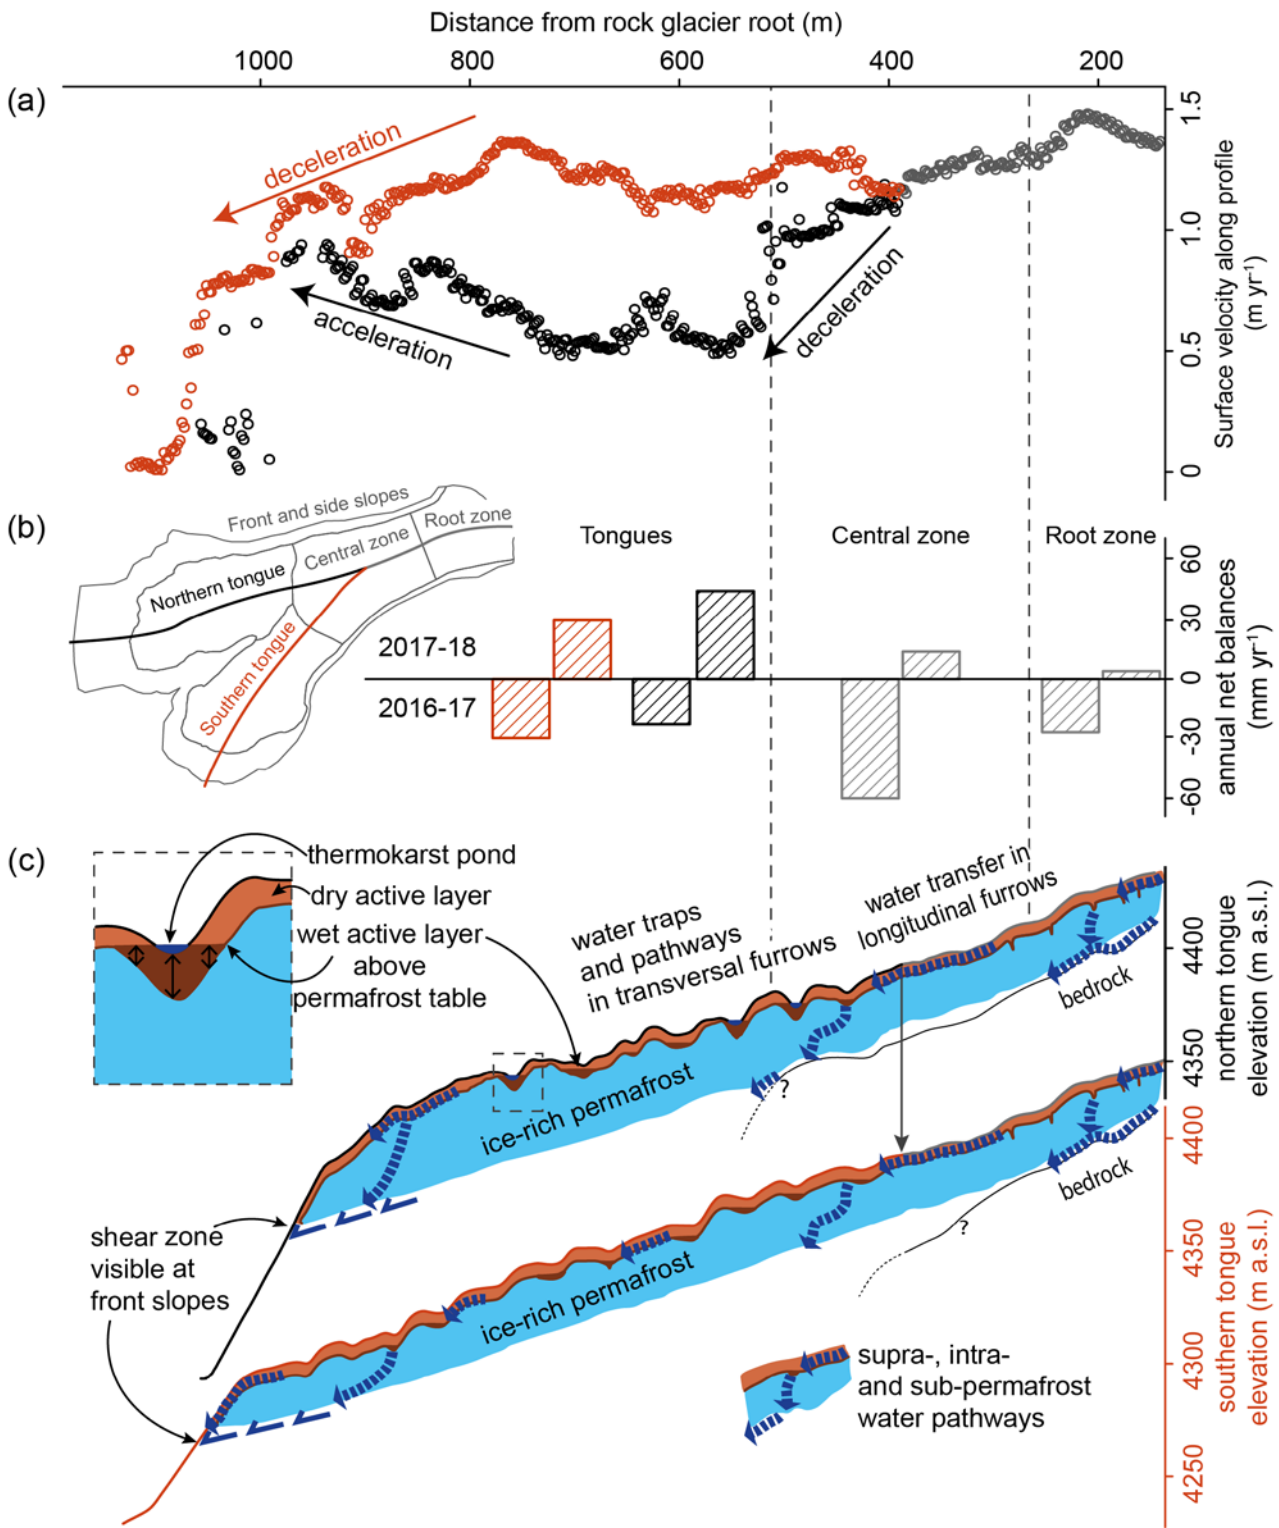 Distance from rock glacier root (m)
1000 800 600 400 200
(a)
deceleration
acceleration
deceleration
1.5
1.0
0.5
0
Surface velocity along profile
(m yr-1)
(b)
Front and side slopes
Root zone
Central zone
Northern tongue
Southern tongue
Tongues
Central zone
Root zone
2017-18
2016-17
60
30
0
-30
-60
annual net balances
(mm yr-1)
(c)
thermokarst pond
dry active layer
wet active layer
above
permafrost table
water traps
and pathways
in transversal furrows
water transfer in
longitudinal furrows
bedrock
?
ice-rich permafrost
4400
4350
northern tongue
elevation (m a.s.l.)
bedrock
?
ice-rich permafrost
shear zone
visible at
front slopes
supra-, intra-
and sub-permafrost
water pathways
4400
4350
4300
4250
southern tongue
elevation (m a.s.l.)